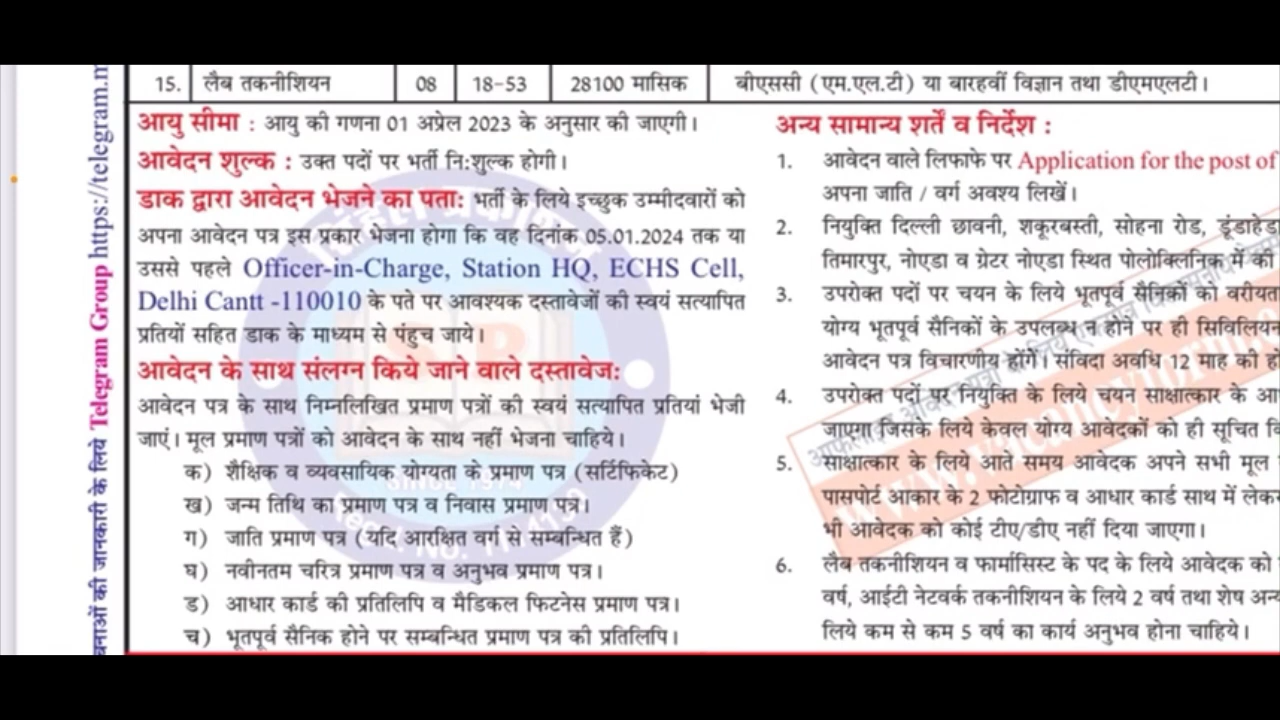 15. लैब तकनीशियन 08 18-53 28100 मासिक बीएससी (एम.एल.टी) या बारहवीं विज्ञान तथा डीएमएलटी।
आयु सीमा : आयु की गणना 01 अप्रेल 2023 के अनुसार की जाएगी।
आवेदन शुल्क : उक्त पदों पर भर्ती नि:शुल्क होगी।
डाक द्वारा आवेदन भेजने का पता: भर्ती के लिये इच्छुक उम्मीदवारों को
अपना आवेदन पत्र इस प्रकार भेजना होगा कि वह दिनांक 05.01.2024 तक या
उससे पहले Officer-in-Charge, Station HQ, ECHS Cell,
Delhi Cantt -110010 के पते पर आवश्यक दस्तावेजों की स्वयं सत्यापित
प्रतियों सहित डाक के माध्यम से पंहुच जाये।
आवेदन के साथ संलग्न किये जाने वाले दस्तावेज:
आवेदन पत्र के साथ निम्नलिखित प्रमाण पत्रों की स्वयं सत्यापित प्रतियां भेजी
जाएं। मूल प्रमाण पत्रों को आवेदन के साथ नहीं भेजना चाहिये।
क) शैक्षिक व व्यवसायिक योग्यता के प्रमाण पत्र (सर्टिफिकेट)
ख) जन्म तिथि का प्रमाण पत्र व निवास प्रमाण पत्र।
ग) जाति प्रमाण पत्र (यदि आरक्षित वर्ग से सम्बन्धित हैं)
घ) नवीनतम चरित्र प्रमाण पत्र व अनुभव प्रमाण पत्र।
ड) आधार कार्ड की प्रतिलिपि व मैडिकल फिटनेस प्रमाण पत्र।
च) भूतपूर्व सैनिक होने पर सम्बन्धित प्रमाण पत्र की प्रतिलिपि।
अन्य सामान्य शर्तें व निर्देश :
1. आवेदन वाले लिफाफे पर Application for the post of
अपना जाति / वर्ग अवश्य लिखें।
2. नियुक्ति दिल्ली छावनी, शकूरबस्ती, सोहना रोड, डूंडाहेडा
तिमारपुर, नोएडा व ग्रेटर नोएडा स्थित पोलोक्लिनिक में की
3. उपरोक्त पदों पर चयन के लिये भूतपूर्व सैनिकों को वरीयता
योग्य भूतपूर्व सैनिकों के उपलब्ध न होने पर ही सिविलियन
आवेदन पत्र विचारणीय होंगें। संविदा अवधि 12 माह की हो
4. उपरोक्त पदों पर नियुक्ति के लिये चयन साक्षात्कार के आ
जाएगा जिसके लिये केवल योग्य आवेदकों को ही सूचित कि
5. साक्षात्कार के लिये आते समय आवेदक अपने सभी मूल
पासपोर्ट आकार के 2 फोटोग्राफ व आधार कार्ड साथ में लेकर
भी आवेदक को कोई टीए/डीए नहीं दिया जाएगा।
6. लैब तकनीशियन व फार्मासिस्ट के पद के लिये आवेदक को
वर्ष, आईटी नेटवर्क तकनीशियन के लिये 2 वर्ष तथा शेष अन्य
लिये कम से कम 5 वर्ष का कार्य अनुभव होना चाहिये।
चनाओं की जानकारी के लिये Telegram Group https://telegram.m
SINCE 1974